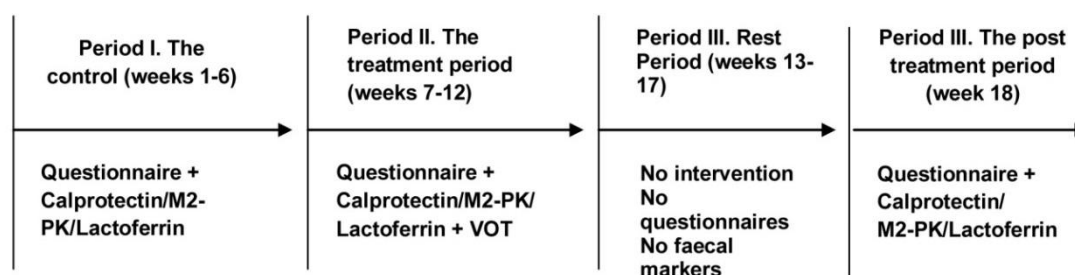 Period I. The
control (weeks 1-6)
Period II. The
treatment period
(weeks 7-12)
Period III. Rest
Period (weeks 13-
17)
Period III. The post
treatment period
(week 18)
Questionnaire +
Calprotectin/M2-
PK/Lactoferrin
Questionnaire +
Calprotectin/M2-PK/
Lactoferrin + VOT
No intervention
No
questionnaires
No faecal
markers
Questionnaire +
Calprotectin/
M2-PK/Lactoferrin